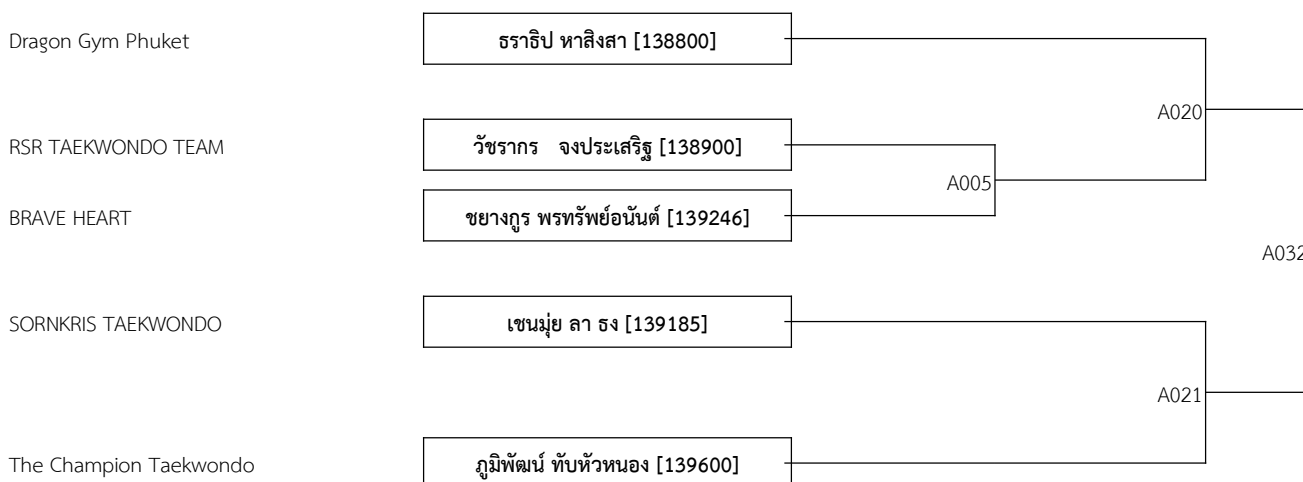 Dragon Gym Phuket ธราธิป หาสิงสา [138800]
A020
RSR TAEKWONDO TEAM วัชรากร จงประเสริฐ [138900]
A005
BRAVE HEART ชยางกูร พรทรัพย์อนันต์ [139246]
A032
SORNKRIS TAEKWONDO เชนมุ่ย ลา ธง [139185]
A021
The Champion Taekwondo ภูมิพัฒน์ ทับหัวหนอง [139600]